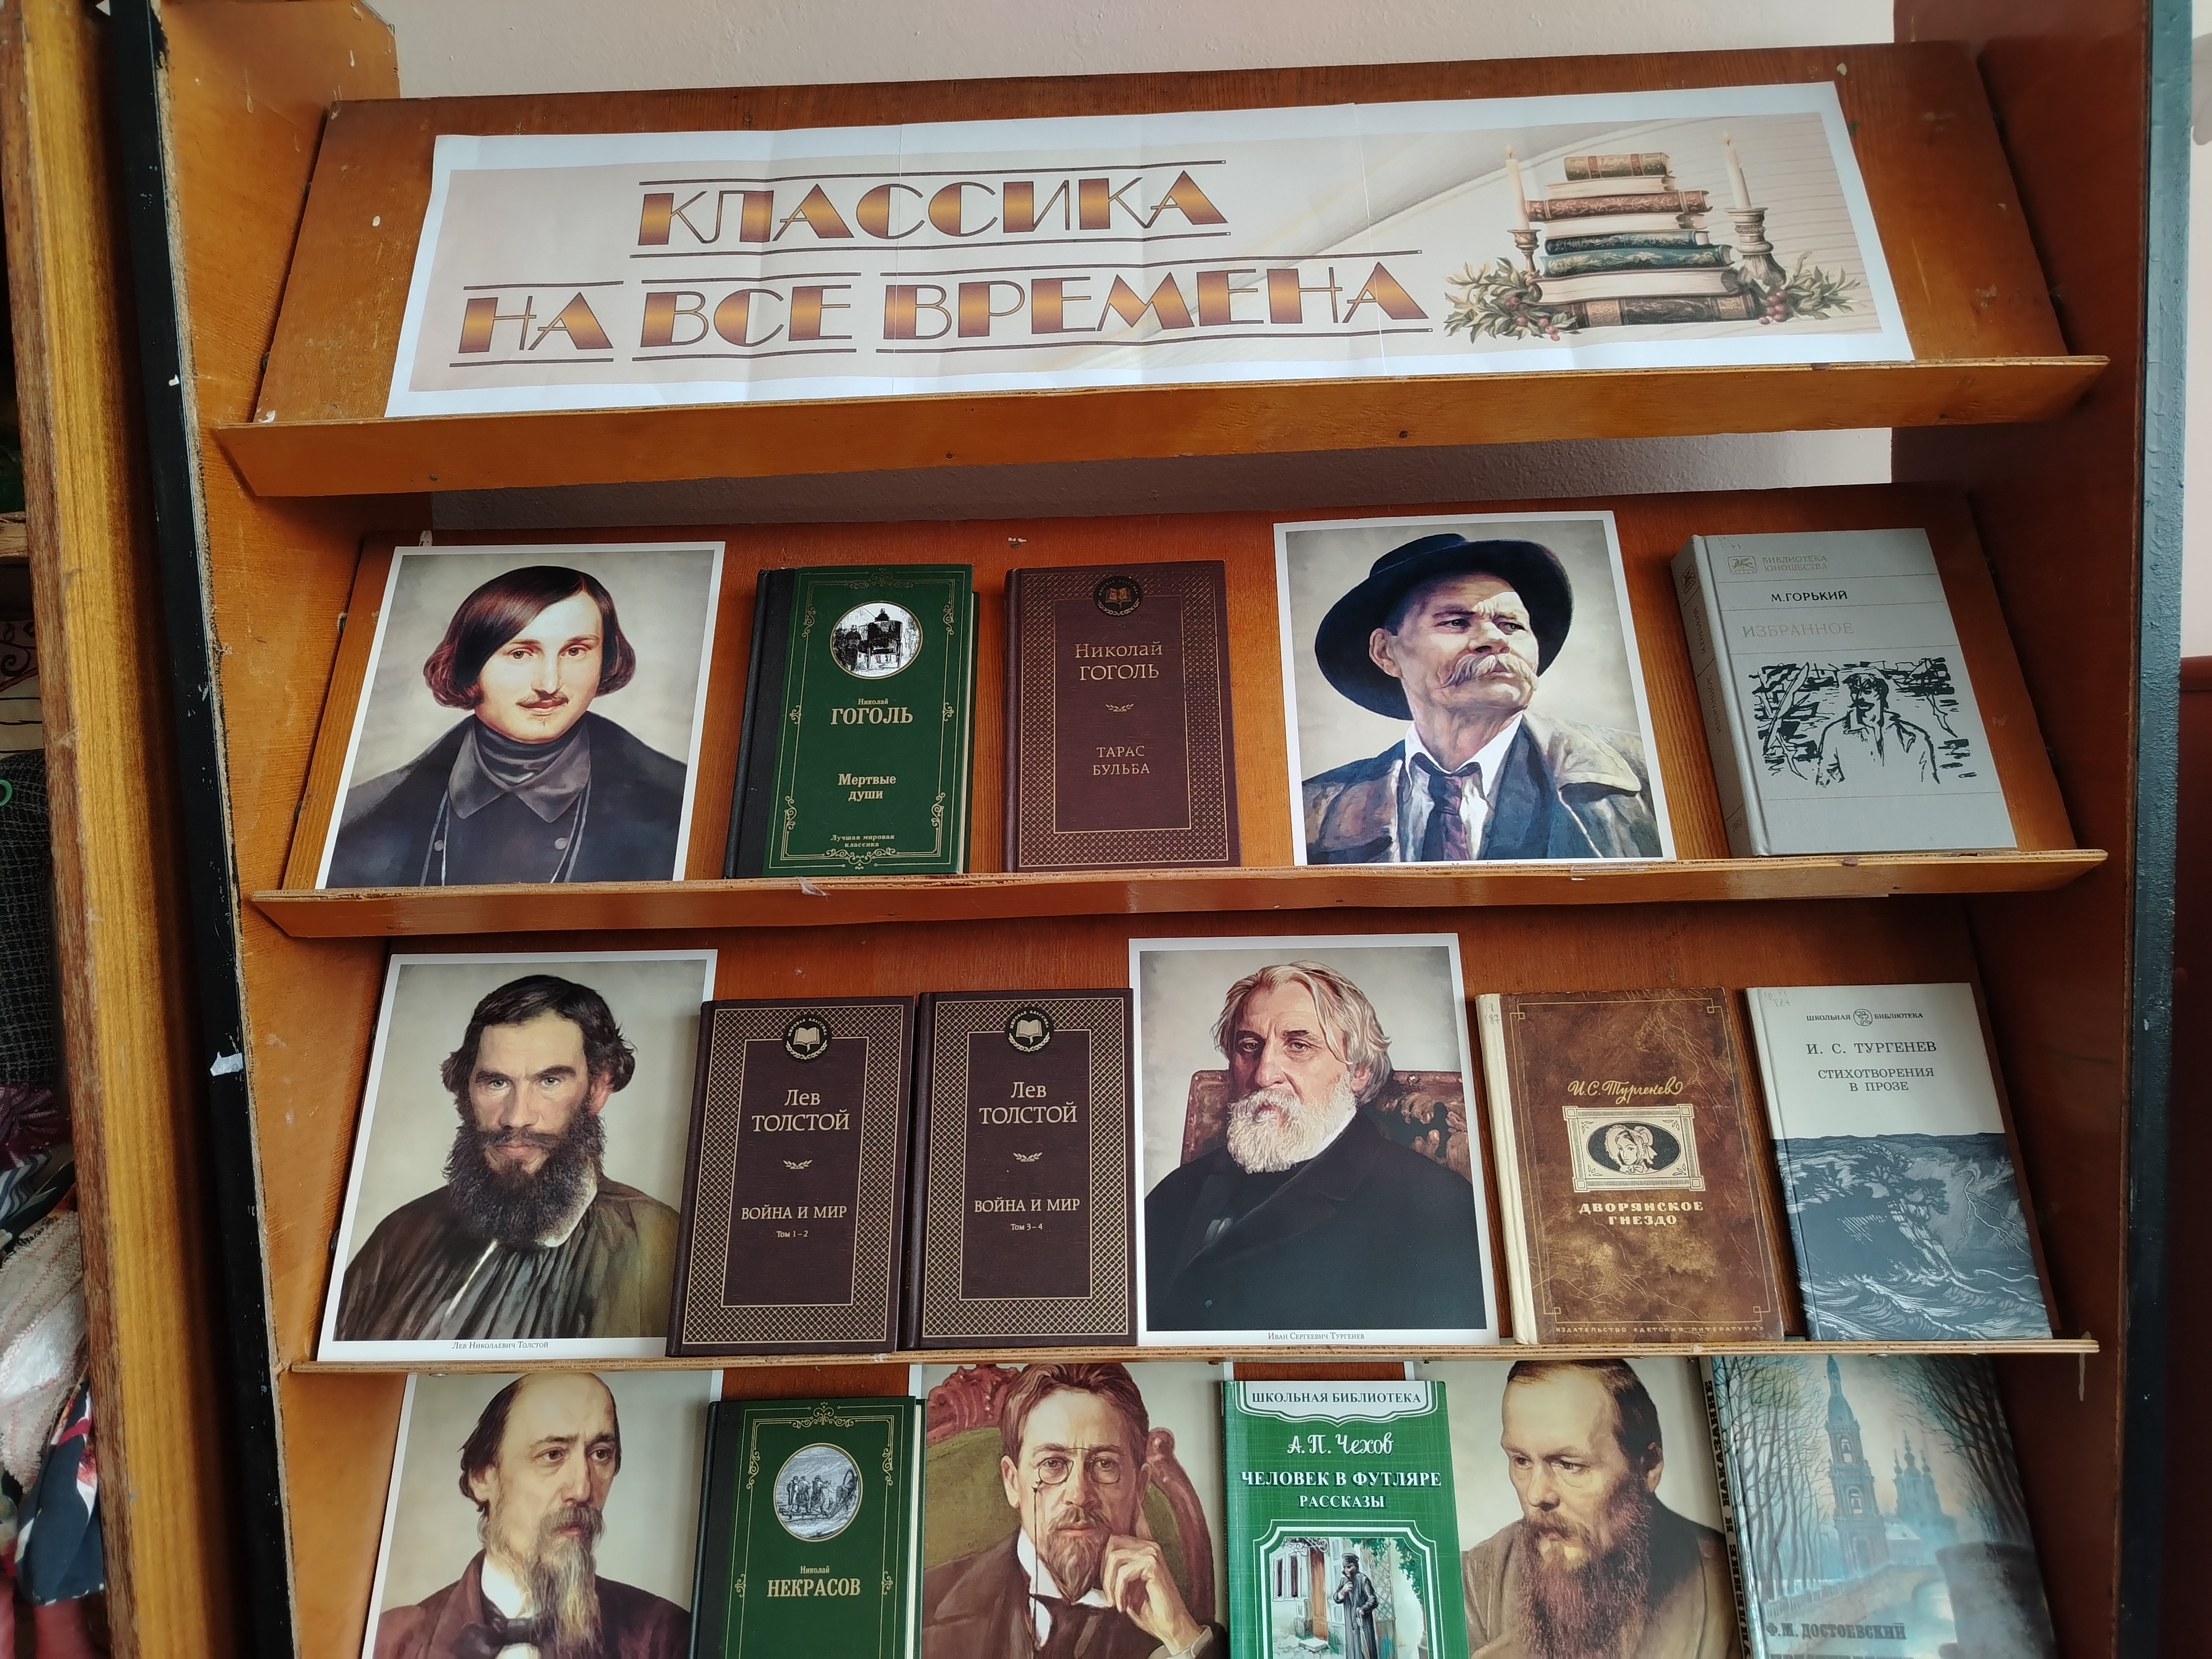 КЛАССИКА
НА ВСЕ ВРЕМЕНА
Николай
ГОГОЛЬ
Мертвые
души
Лучшая мировая
классика
Николай
ГОГОЛЬ
ТАРАС
БУЛЬБА
БИБЛИОТЕКА
ЮНОШЕСТВА
М.ГОРЬКИЙ
ИЗБРАННОЕ
Лев Николаевич Толстой
Лев
ТОЛСТОЙ
ВОЙНА И МИР
Том 1–2
Лев
ТОЛСТОЙ
ВОЙНА И МИР
Том 3–4
Иван Сергеевич Тургенев
И.С.Тургенев
ДВОРЯНСКОЕ
ГНЕЗДО
ИЗДАТЕЛЬСТВО «ДЕТСКАЯ ЛИТЕРАТУРА»
ШКОЛЬНАЯ БИБЛИОТЕКА
И. С. ТУРГЕНЕВ
СТИХОТВОРЕНИЯ
В ПРОЗЕ
Николай
НЕКРАСОВ
ШКОЛЬНАЯ БИБЛИОТЕКА
А.П. Чехов
ЧЕЛОВЕК В ФУТЛЯРЕ
РАССКАЗЫ
И НАКАЗАНИЕ
Ф.М. ДОСТОЕВСКИЙ